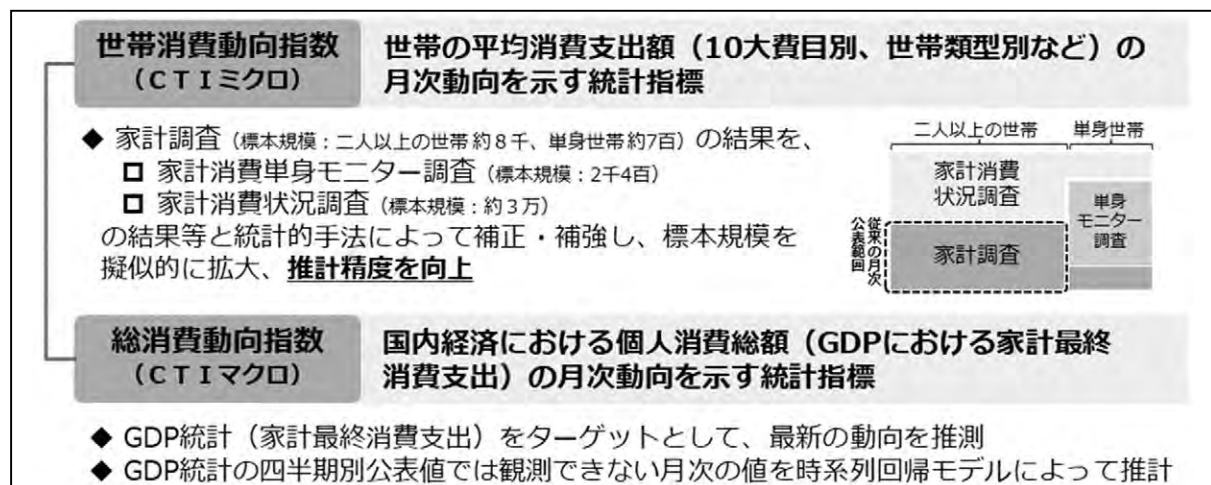 世帯消費動向指数
（ＣＴＩミクロ）
世帯の平均消費支出額（10大費目別、世帯類型別など）の
月次動向を示す統計指標
◆ 家計調査（標本規模：二人以上の世帯 約８千、単身世帯 約7百）の結果を、
□ 家計消費単身モニター調査（標本規模：2千4百）
□ 家計消費状況調査（標本規模：約３万）
の結果等と統計的手法によって補正・補強し、標本規模を
擬似的に拡大、推計精度を向上
二人以上の世帯
単身世帯
家計消費
状況調査
単身
モニター
調査
従来の月次
公表範囲
家計調査
総消費動向指数
（ＣＴＩマクロ）
国内経済における個人消費総額（GDPにおける家計最終
消費支出）の月次動向を示す統計指標
◆ GDP統計（家計最終消費支出）をターゲットとして、最新の動向を推測
◆ GDP統計の四半期別公表値では観測できない月次の値を時系列回帰モデルによって推計